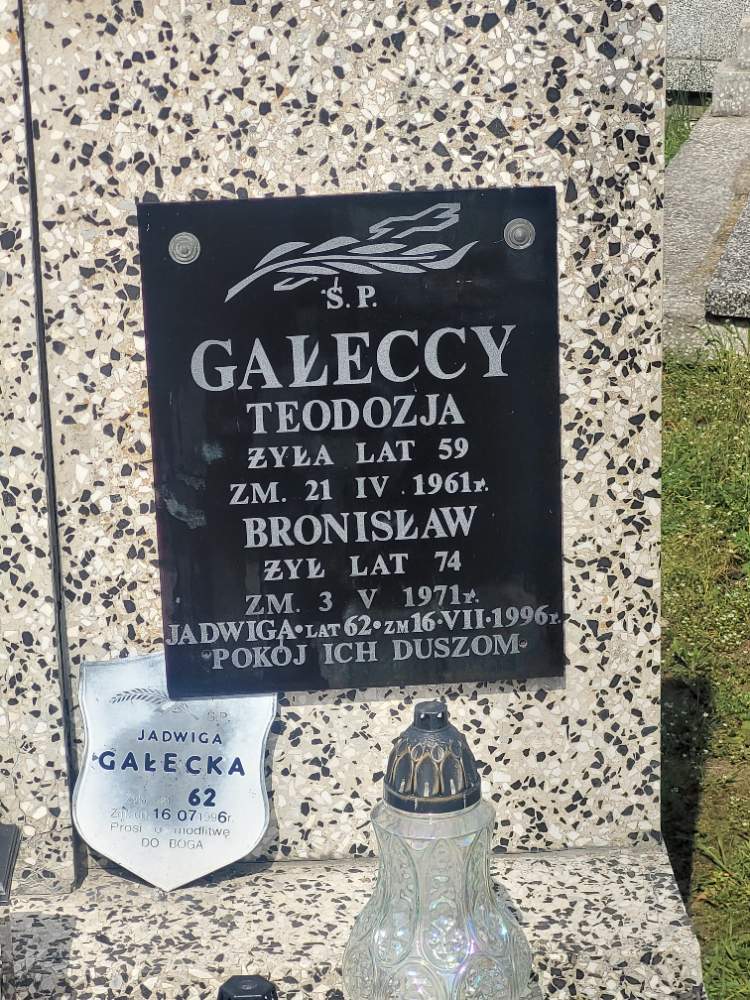 Ś.P.
GAŁECCY
TEODOZJA
ŻYŁA LAT 59
ZM. 21 IV 1961r.
BRONISŁAW
ŻYŁ LAT 74
ZM. 3 V 1971r.
JADWIGA•LAT 62•ZM 16•VII•1996r.
•POKÓJ ICH DUSZOM•
Ś.P.
JADWIGA
GAŁECKA
62
16 07 1996r.
Prosi o modlitwę
DO BOGA